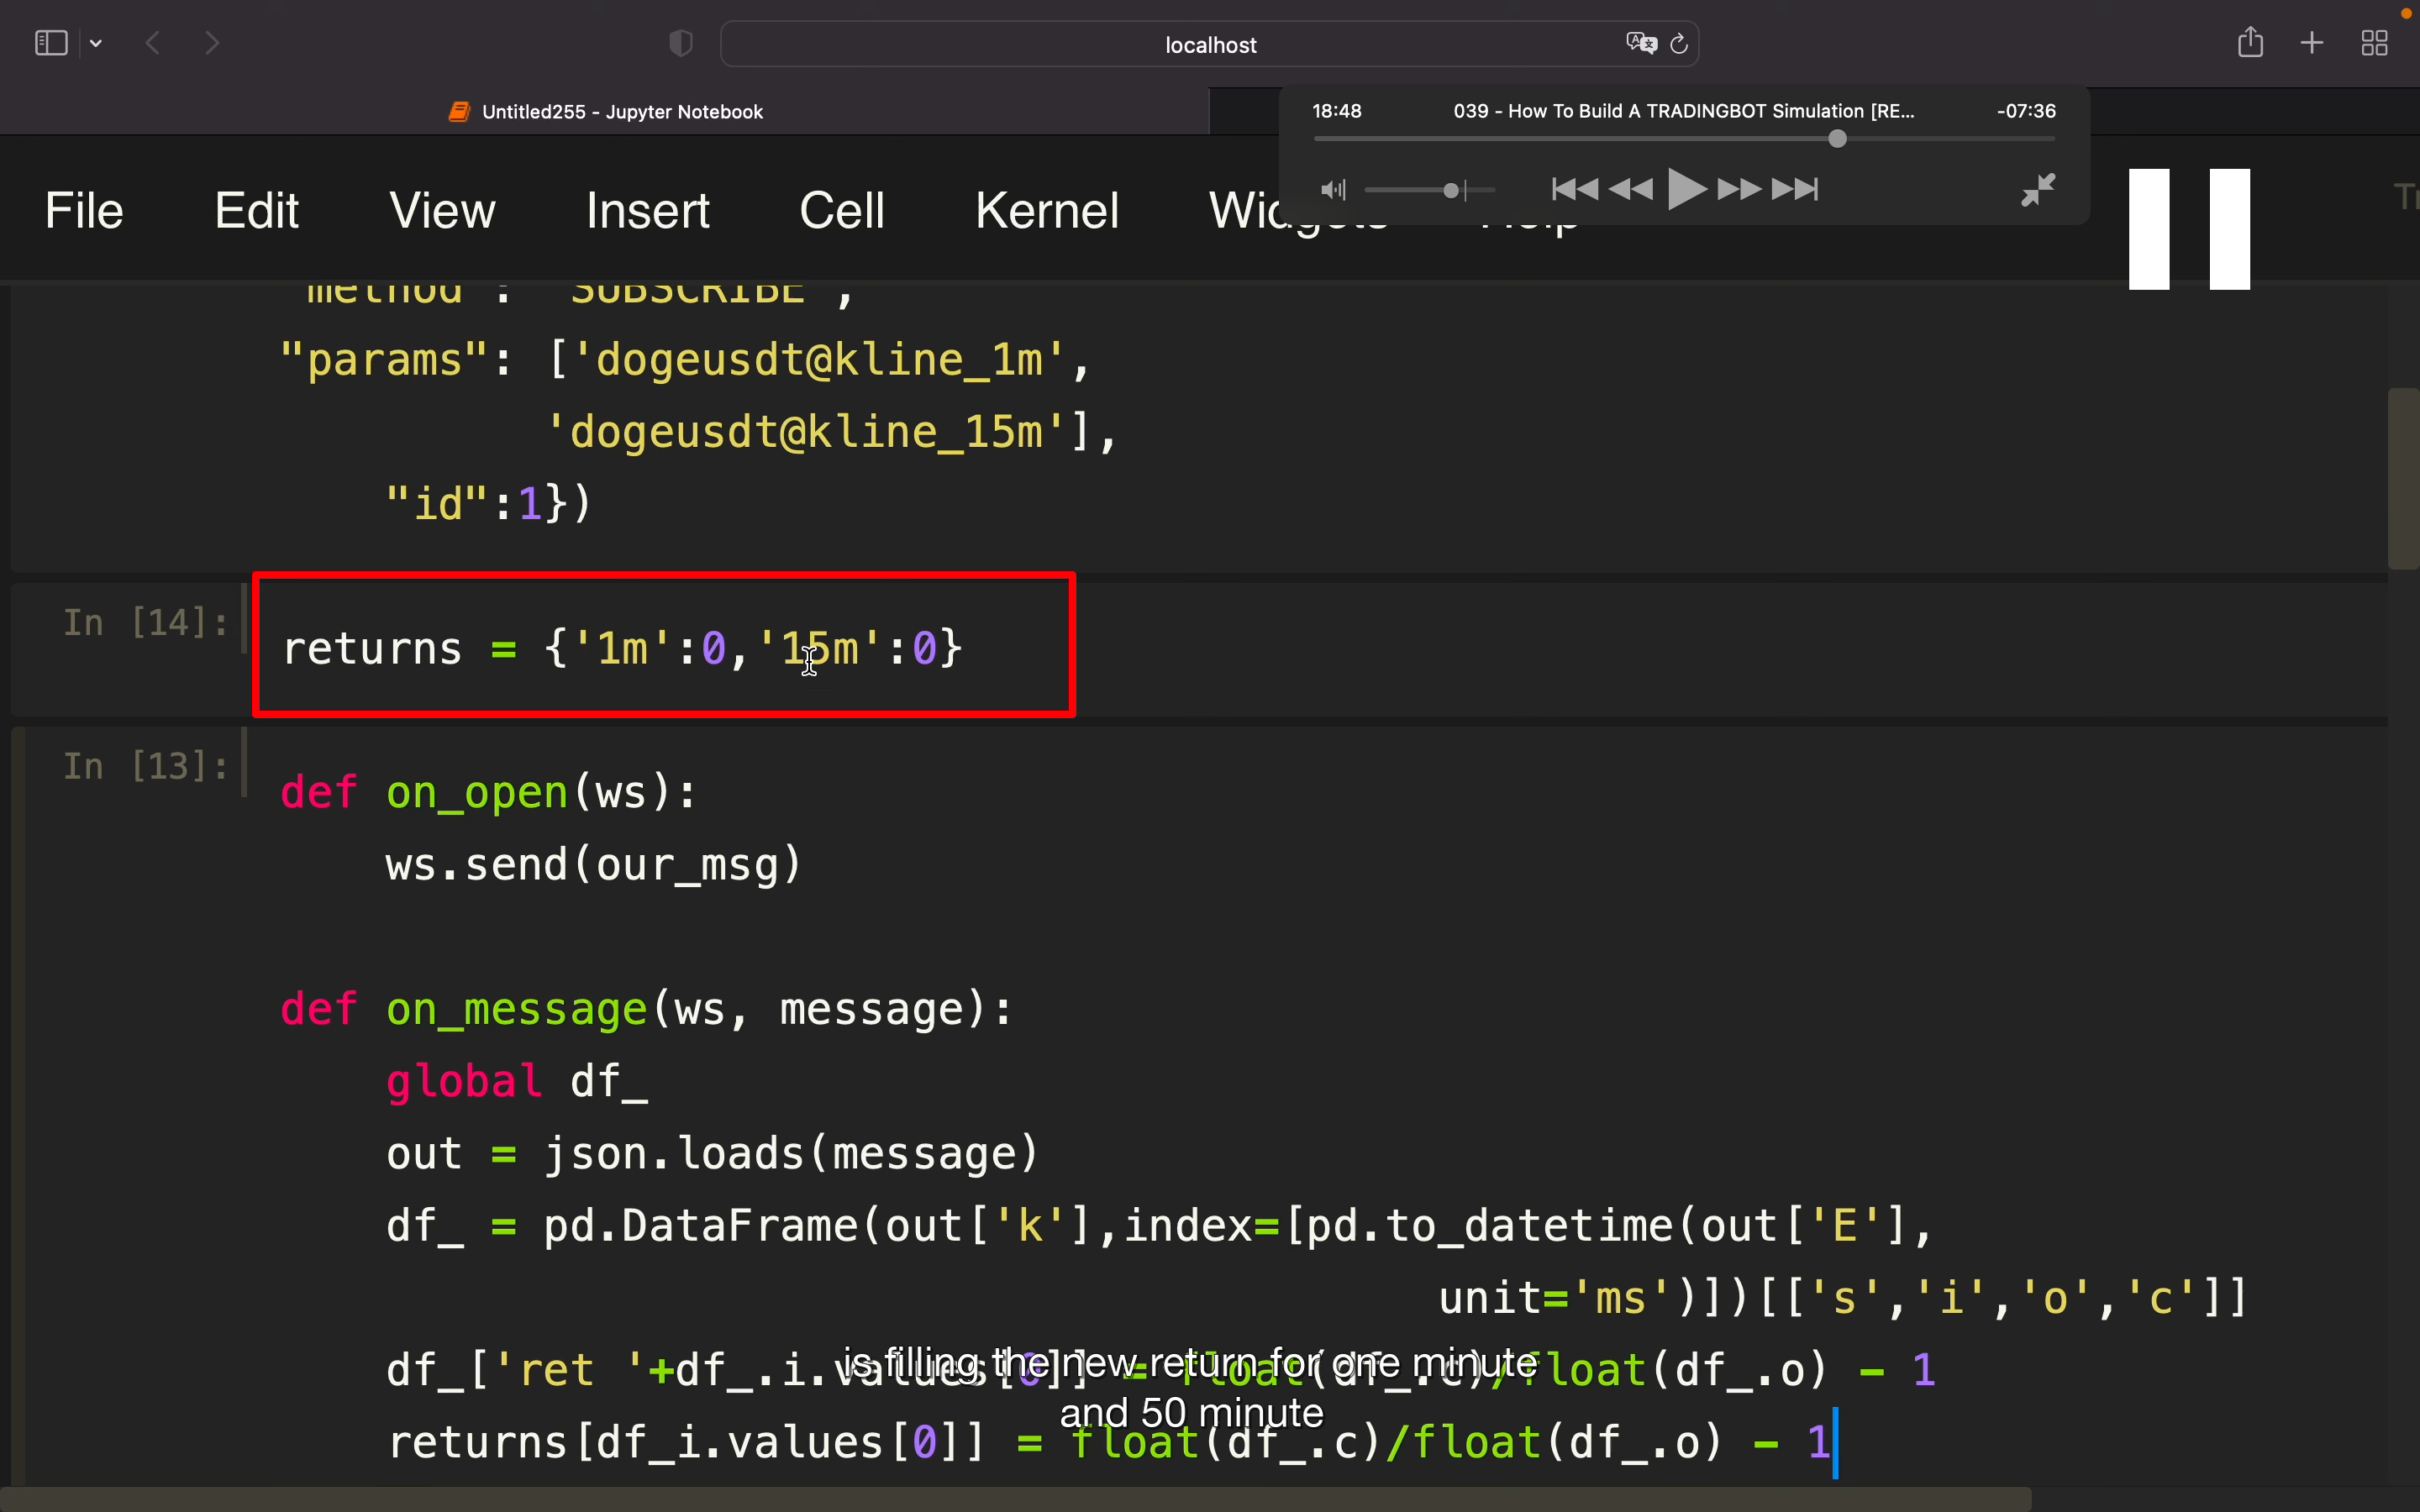 localhost
Untitled255 - Jupyter Notebook
18:48 039 - How To Build A TRADINGBOT Simulation [RE... -07:36
File Edit View Insert Cell Kernel Widgets Help
"method": "SUBSCRIBE",
"params": ['dogeusdt@kline_1m',
'dogeusdt@kline_15m'],
"id":1})
In [14]: returns = {'1m':0,'15m':0}
In [13]: def on_open(ws):
ws.send(our_msg)
def on_message(ws, message):
global df_
out = json.loads(message)
df_ = pd.DataFrame(out['k'],index=[pd.to_datetime(out['E'],
unit='ms')])[['s','i','o','c']]
df_['ret '+df_.i.values[0]] = float(df_.c)/float(df_.o) - 1
returns[df_i.values[0]] = float(df_.c)/float(df_.o) - 1
is filling the new return for one minute
and 50 minute